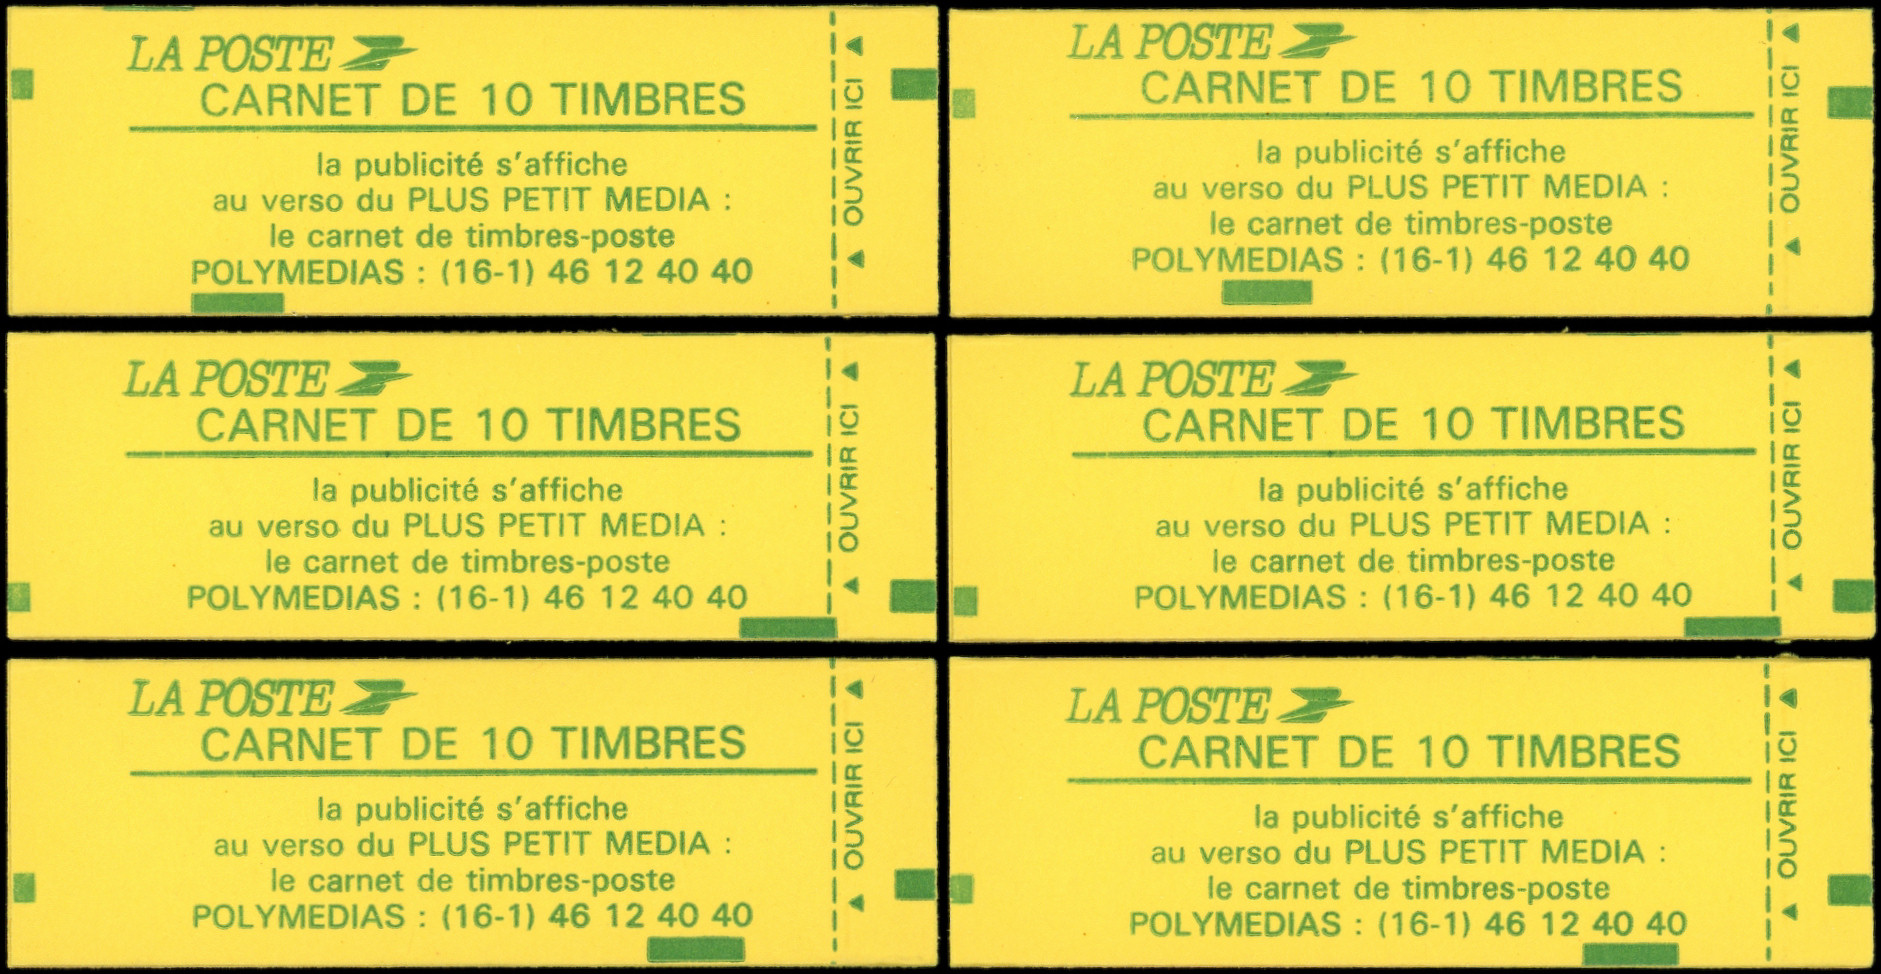 LA POSTE
CARNET DE 10 TIMBRES
la publicité s'affiche
au verso du PLUS PETIT MEDIA :
le carnet de timbres-poste
POLYMEDIAS : (16-1) 46 12 40 40
▲ OUVRIR ICI ▲
LA POSTE
CARNET DE 10 TIMBRES
la publicité s'affiche
au verso du PLUS PETIT MEDIA :
le carnet de timbres-poste
POLYMEDIAS : (16-1) 46 12 40 40
▲ OUVRIR ICI ▲
LA POSTE
CARNET DE 10 TIMBRES
la publicité s'affiche
au verso du PLUS PETIT MEDIA :
le carnet de timbres-poste
POLYMEDIAS : (16-1) 46 12 40 40
▲ OUVRIR ICI ▲
LA POSTE
CARNET DE 10 TIMBRES
la publicité s'affiche
au verso du PLUS PETIT MEDIA :
le carnet de timbres-poste
POLYMEDIAS : (16-1) 46 12 40 40
▲ OUVRIR ICI ▲
LA POSTE
CARNET DE 10 TIMBRES
la publicité s'affiche
au verso du PLUS PETIT MEDIA :
le carnet de timbres-poste
POLYMEDIAS : (16-1) 46 12 40 40
▲ OUVRIR ICI ▲
LA POSTE
CARNET DE 10 TIMBRES
la publicité s'affiche
au verso du PLUS PETIT MEDIA :
le carnet de timbres-poste
POLYMEDIAS : (16-1) 46 12 40 40
▲ OUVRIR ICI ▲